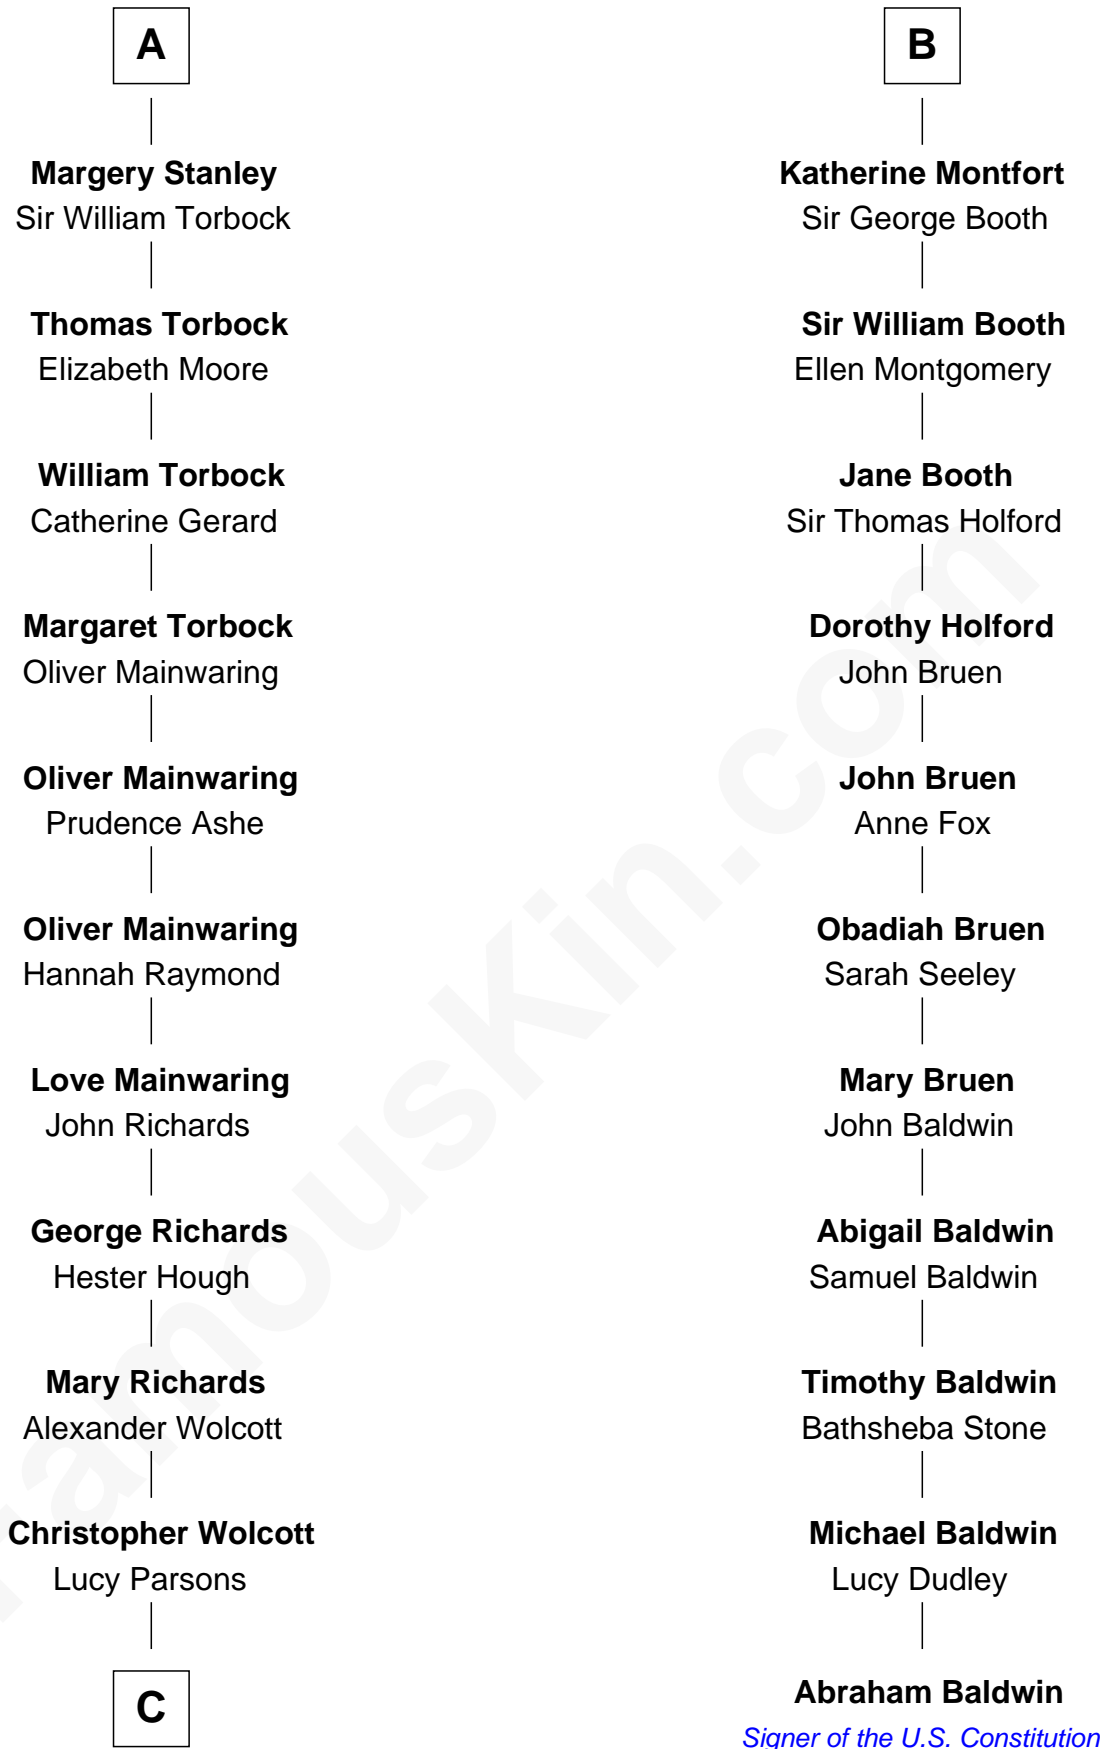 A
Margery Stanley
Sir William Torbock
Thomas Torbock
Elizabeth Moore
William Torbock
Catherine Gerard
Margaret Torbock
Oliver Mainwaring
Oliver Mainwaring
Prudence Ashe
Oliver Mainwaring
Hannah Raymond
Love Mainwaring
John Richards
George Richards
Hester Hough
Mary Richards
Alexander Wolcott
Christopher Wolcott
Lucy Parsons
C
B
Katherine Montfort
Sir George Booth
Sir William Booth
Ellen Montgomery
Jane Booth
Sir Thomas Holford
Dorothy Holford
John Bruen
John Bruen
Anne Fox
Obadiah Bruen
Sarah Seeley
Mary Bruen
John Baldwin
Abigail Baldwin
Samuel Baldwin
Timothy Baldwin
Bathsheba Stone
Michael Baldwin
Lucy Dudley
Abraham Baldwin
Signer of the U.S. Constitution
FamousKin.com